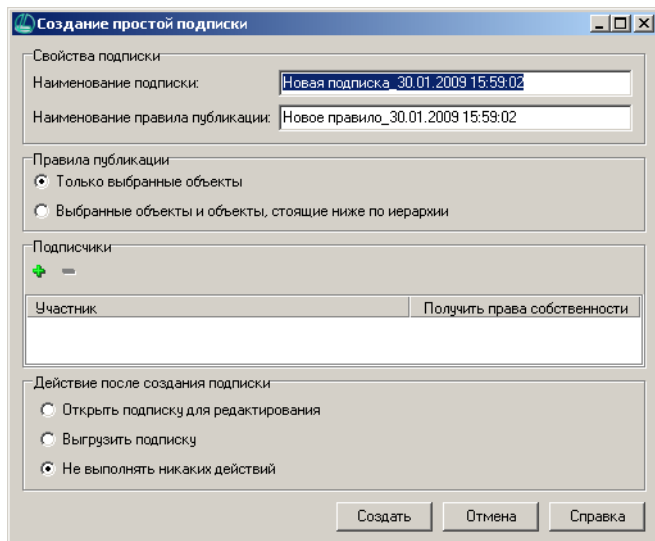 Создание простой подписки
Свойства подписки
Наименование подписки: Новая подписка_30.01.2009 15:59:02
Наименование правила публикации: Новое правило_30.01.2009 15:59:02
Правила публикации
Только выбранные объекты
Выбранные объекты и объекты, стоящие ниже по иерархии
Подписчики
Участник Получить права собственности
Действие после создания подписки
Открыть подписку для редактирования
Выгрузить подписку
Не выполнять никаких действий
Создать Отмена Справка